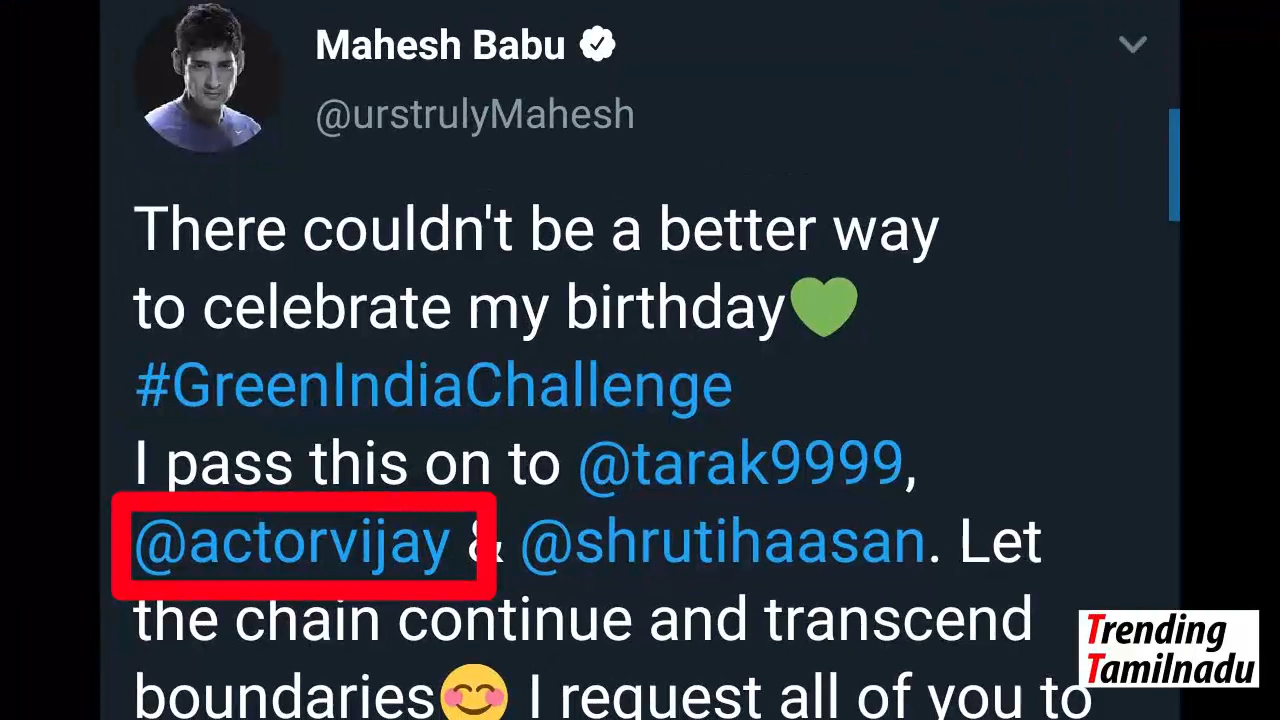 Mahesh Babu
@urstrulyMahesh
There couldn't be a better way
to celebrate my birthday💚
#GreenIndiaChallenge
I pass this on to @tarak9999,
@actorvijay & @shrutihaasan. Let
the chain continue and transcend
boundaries😊 I request all of you to
Trending
Tamilnadu